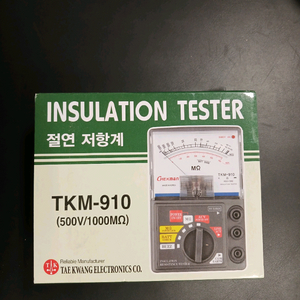 INSULATION TESTER
절연 저항계
TKM-910
(500V/1000MΩ)
MΩ
Reliable Manufacturer
TAE KWANG ELECTRONICS CO.